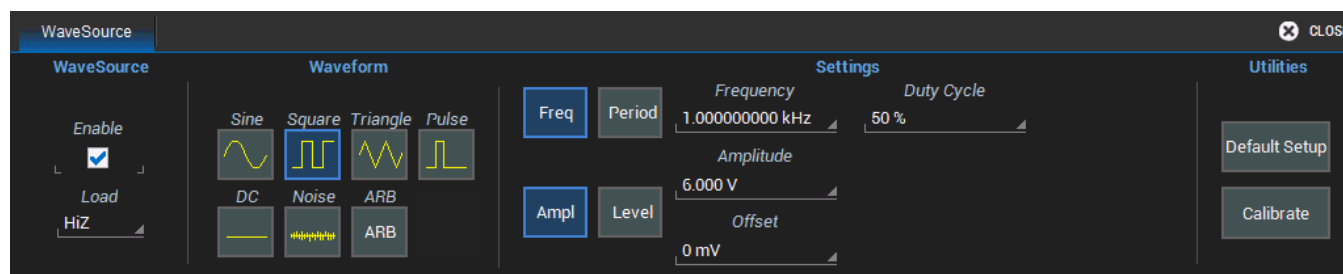 WaveSource
CLOS
WaveSource
Waveform
Settings
Utilities
Enable
Load
HiZ
Sine Square Triangle Pulse
DC Noise ARB
ARB
Freq Period
Ampl Level
Frequency
1.000000000 kHz
Duty Cycle
50 %
Amplitude
6.000 V
Offset
0 mV
Default Setup
Calibrate